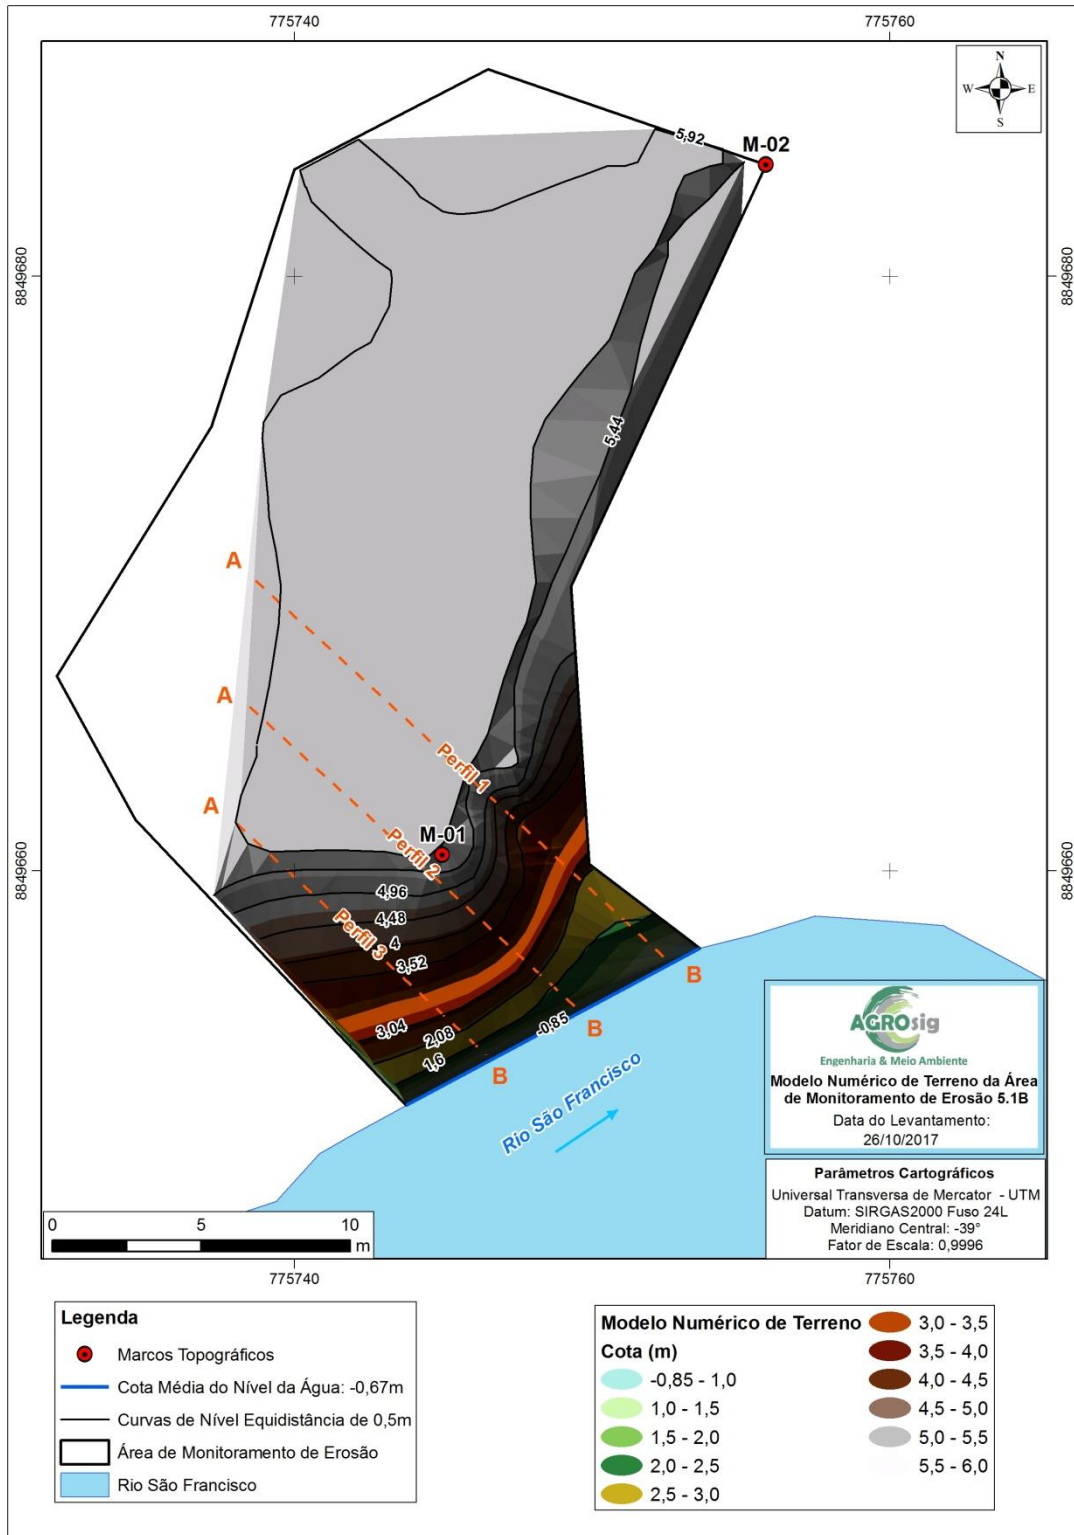 775740
775760
N
W
E
S
5,92
M-02
8849680
8849680
5,44
A
A
Perfil 1
A
M-01
Perfil 2
8849660
8849660
4,96
4,48
4
3,52
Perfil 3
3,04
2,08
1,6
-0,85
B
B
B
Rio São Francisco
AGROsig
Engenharia & Meio Ambiente
Modelo Numérico de Terreno da Área
de Monitoramento de Erosão 5.1B
Data do Levantamento:
26/10/2017
Parâmetros Cartográficos
Universal Transversa de Mercator - UTM
Datum: SIRGAS2000 Fuso 24L
Meridiano Central: -39°
Fator de Escala: 0,9996
0 5 10
m
775740
775760
Legenda
Marcos Topográficos
Cota Média do Nível da Água: -0,67m
Curvas de Nível Equidistância de 0,5m
Área de Monitoramento de Erosão
Rio São Francisco
Modelo Numérico de Terreno
Cota (m)
-0,85 - 1,0
1,0 - 1,5
1,5 - 2,0
2,0 - 2,5
2,5 - 3,0
3,0 - 3,5
3,5 - 4,0
4,0 - 4,5
4,5 - 5,0
5,0 - 5,5
5,5 - 6,0